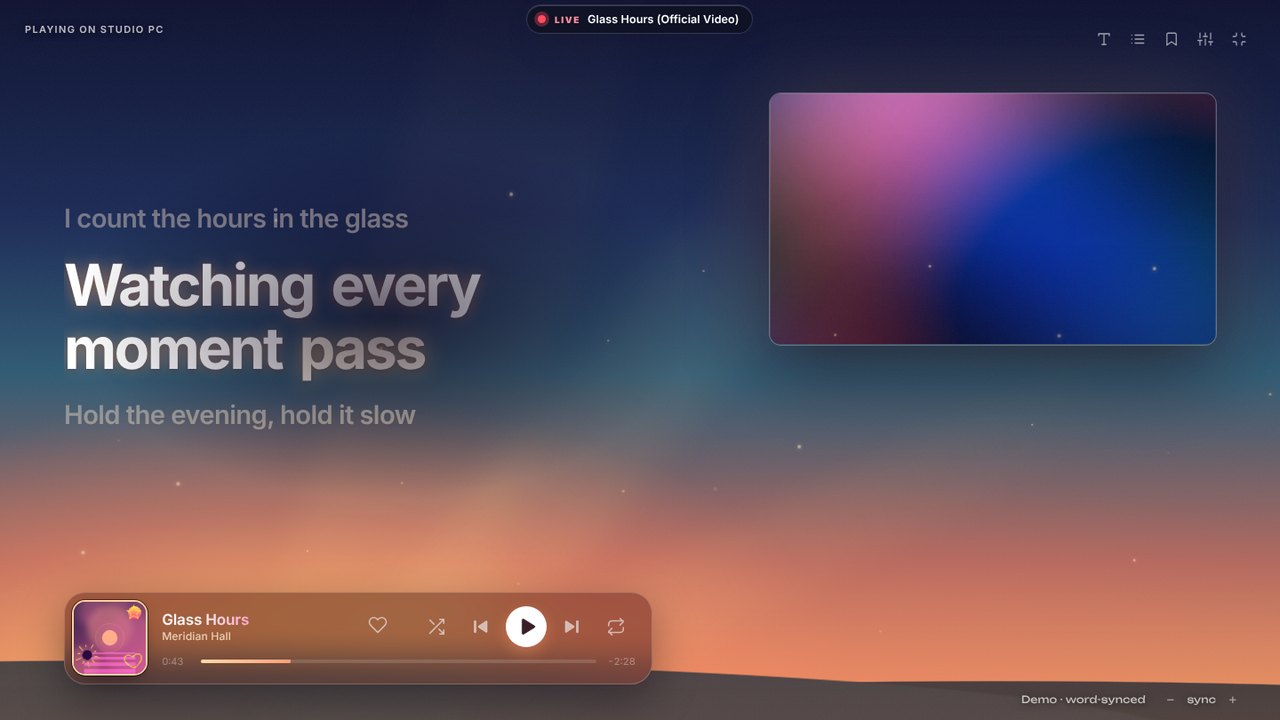 PLAYING ON STUDIO PC
LIVE Glass Hours (Official Video)
I count the hours in the glass
Watching every
moment pass
Hold the evening, hold it slow
Glass Hours
Meridian Hall
0:43
-2:28
Demo · word-synced − sync +